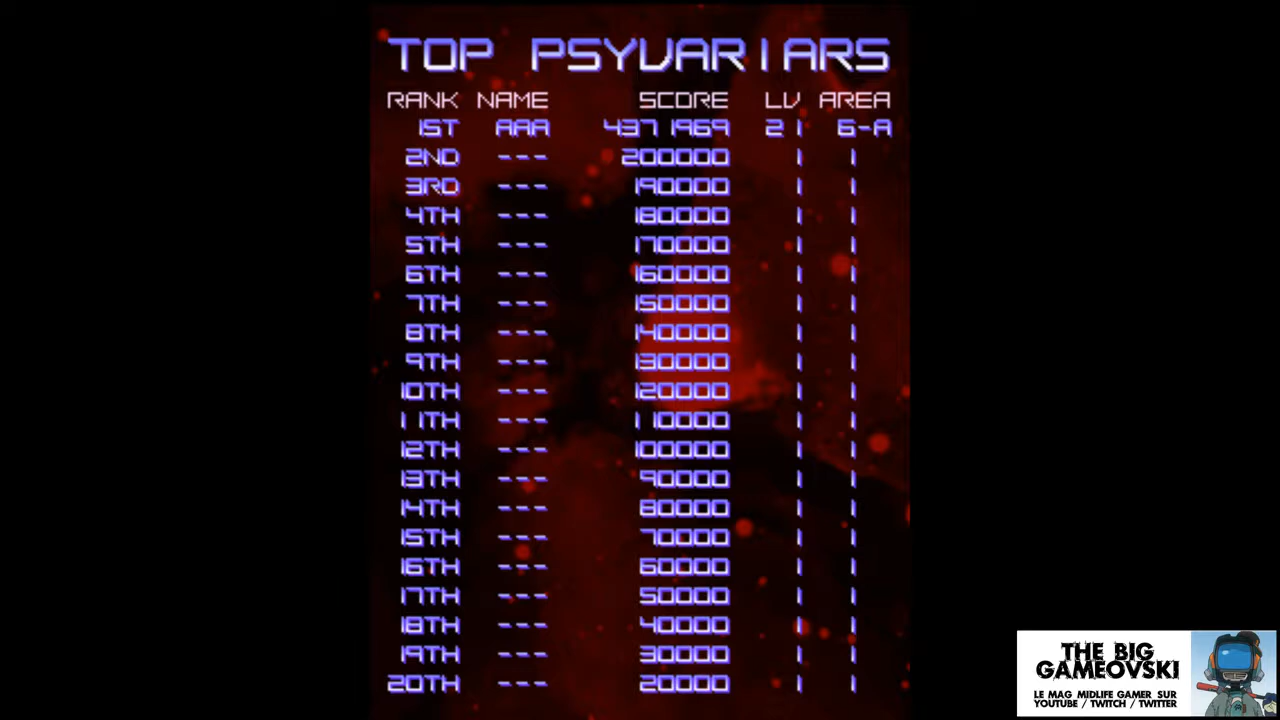 TOP PSYVARIARS
RANK NAME SCORE LV AREA
1ST AAA 4371969 21 6-A
2ND --- 200000 1 1
3RD --- 190000 1 1
4TH --- 180000 1 1
5TH --- 170000 1 1
6TH --- 160000 1 1
7TH --- 150000 1 1
8TH --- 140000 1 1
9TH --- 130000 1 1
10TH --- 120000 1 1
11TH --- 110000 1 1
12TH --- 100000 1 1
13TH --- 90000 1 1
14TH --- 80000 1 1
15TH --- 70000 1 1
16TH --- 60000 1 1
17TH --- 50000 1 1
18TH --- 40000 1 1
19TH --- 30000 1 1
20TH --- 20000 1 1
THE BIG
GAMEOVSKI
LE MAG MIDLIFE GAMER SUR
YOUTUBE / TWITCH / TWITTER